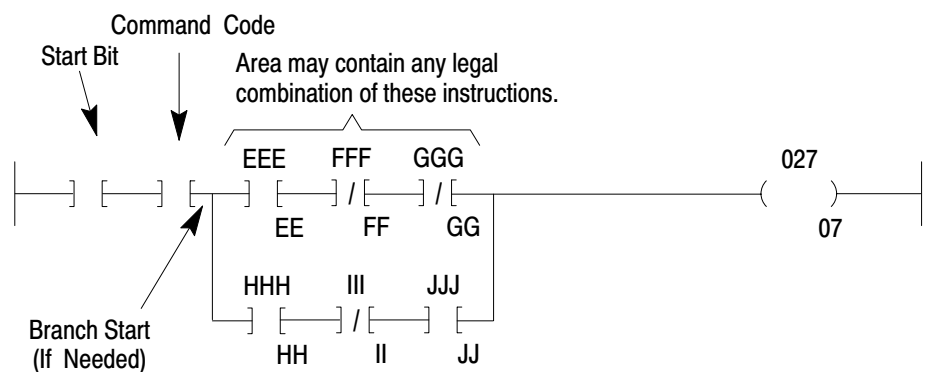 Command Code
Start Bit
Area may contain any legal
combination of these instructions.
EEE FFF GGG 027
] [ ] [ ] [ ]/[ ]/[ ( )
EE FF GG 07
HHH III JJJ
] [ ]/[ ] [
HH II JJ
Branch Start
(If Needed)